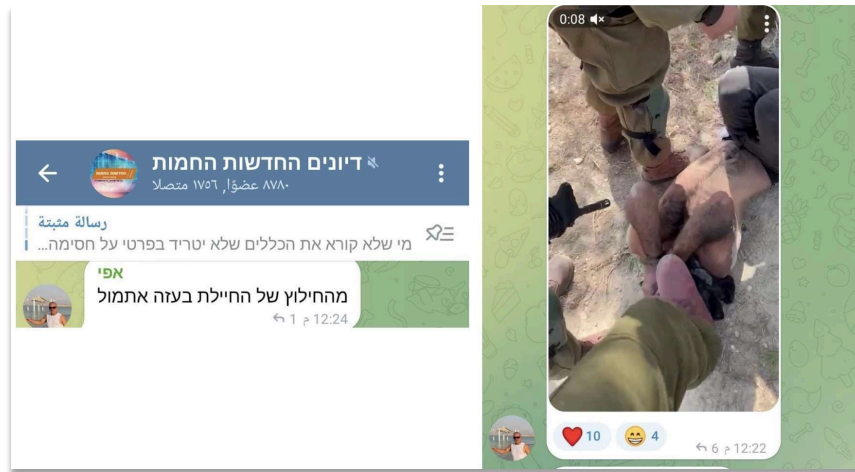 דיונים החדשות החמות
٨٧٨٠ عضوًا, ١٧٥٦ متصلا
رسالة مثبتة
מי שלא קורא את הכללים שלא יטריד בפרטי על חסימה...
אפי
מהחילוץ של החיילת בעזה אתמול
1 م 12:24
0:08
10
4
6 م 12:22